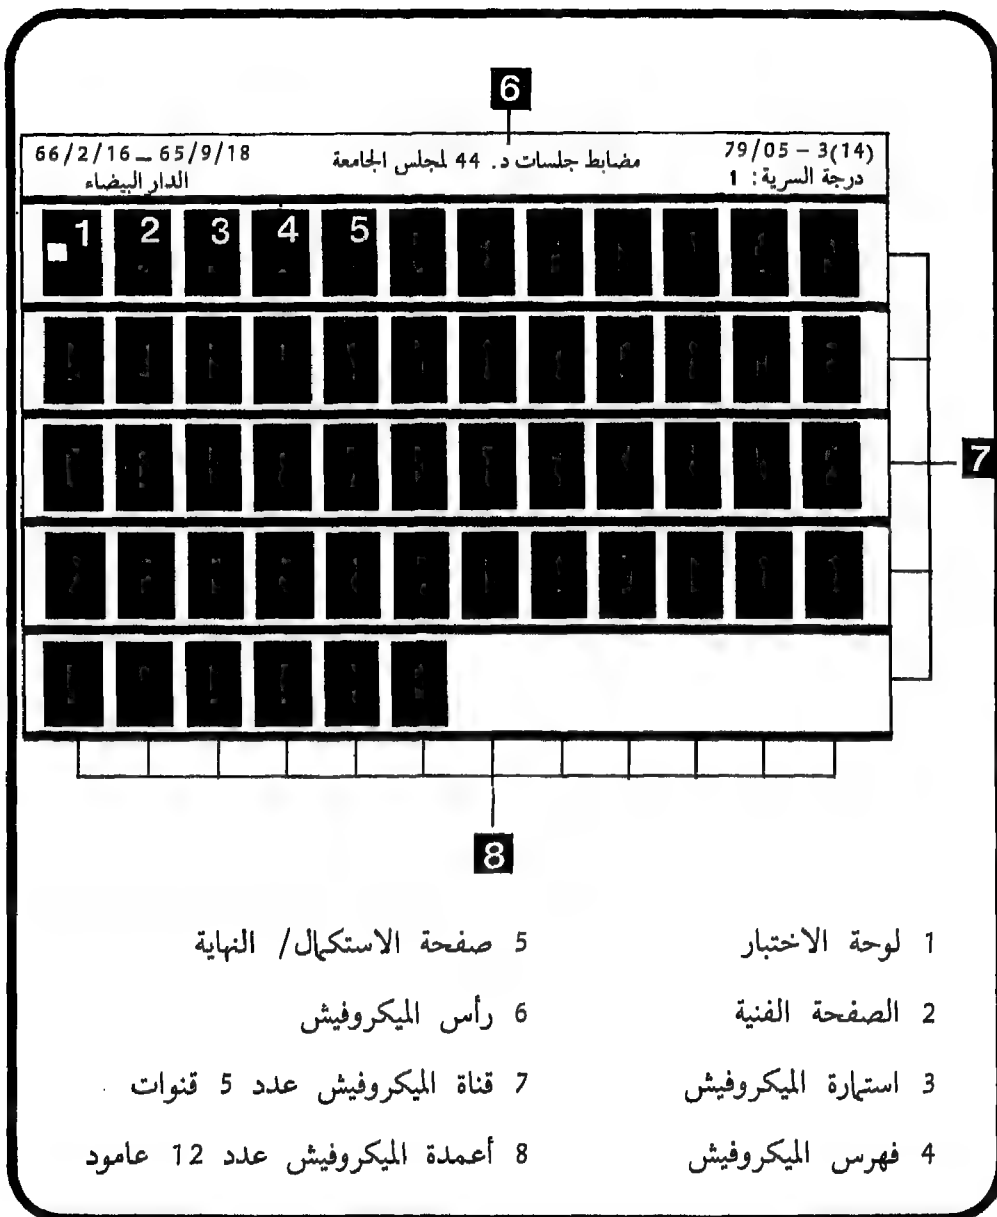 6
79/05 – 3(14)
درجة السرية: 1
مضابط جلسات د. 44 لمجلس الجامعة
65/9/18 – 66/2/16
الدار البيضاء
1 2 3 4 5
7
8
1 لوحة الاختبار
2 الصفحة الفنية
3 استمارة الميكروفيش
4 فهرس الميكروفيش
5 صفحة الاستكمال/ النهاية
6 رأس الميكروفيش
7 قناة الميكروفيش عدد 5 قنوات
8 أعمدة الميكروفيش عدد 12 عامود